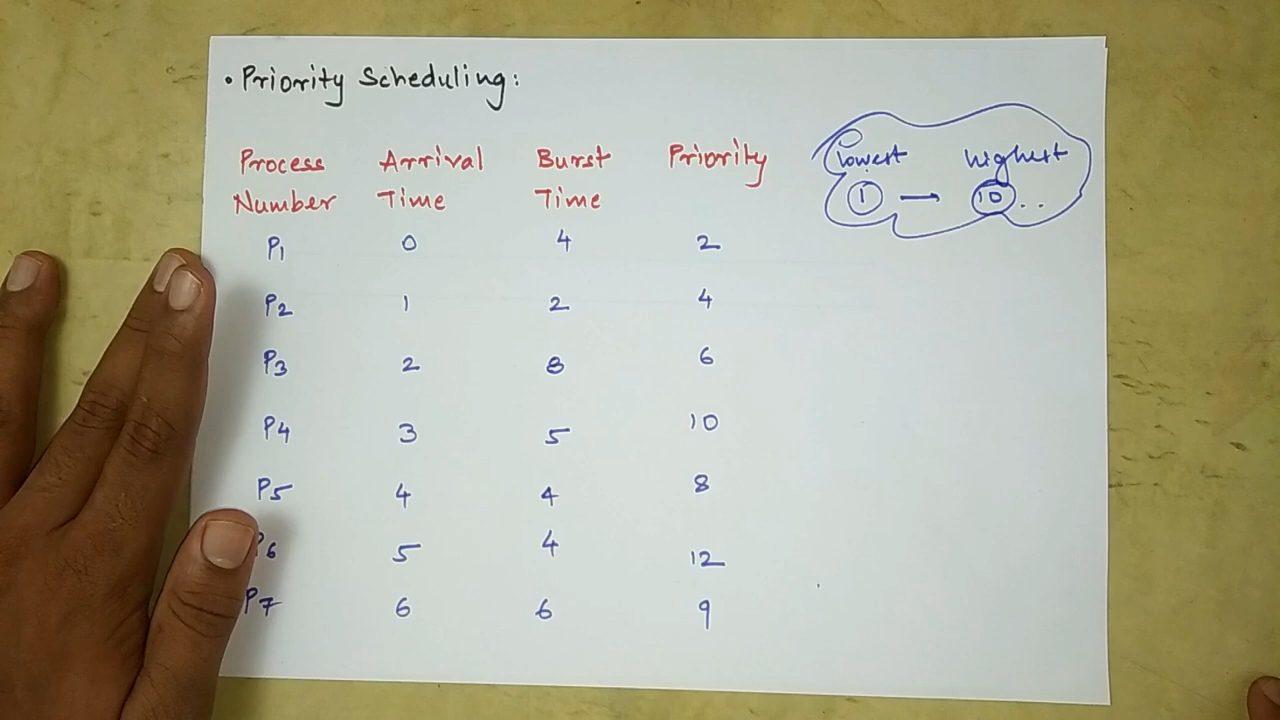 • Priority Scheduling:
Process Arrival Burst Priority lowest highest
Number Time Time 1 → 10 . .
P1 0 4 2
P2 1 2 4
P3 2 8 6
P4 3 5 10
P5 4 4 8
P6 5 4 12
P7 6 6 9